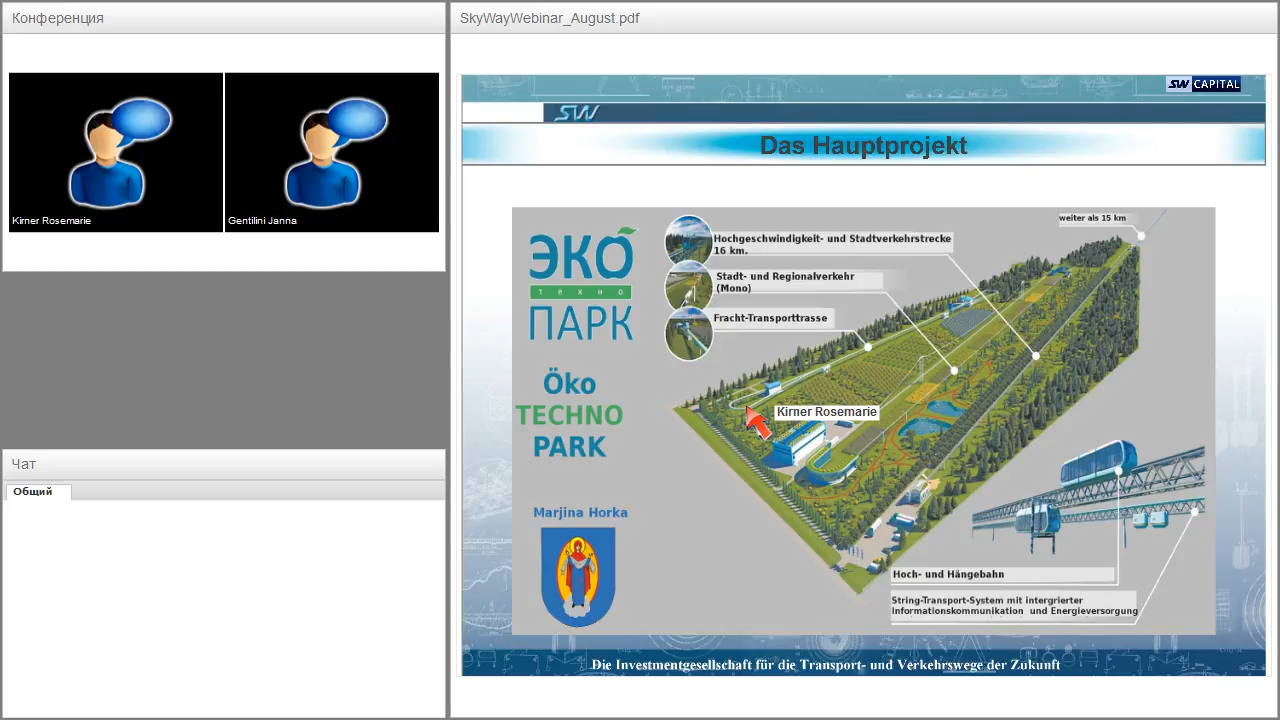 Конференция
Kirner Rosemarie
Gentilini Janna
Чат
Общий
SkyWayWebinar_August.pdf
SW CAPITAL
SW
Das Hauptprojekt
ЭКО
техно
ПАРК
Öko
TECHNO
PARK
Marjina Horka
weiter als 15 km
Hochgeschwindigkeit- und Stadtverkehrstrecke
16 km.
Stadt- und Regionalverkehr
(Mono)
Fracht-Transporttrasse
Kirner Rosemarie
Hoch- und Hängebahn
String-Transport-System mit intergrierter
Informationskommunikation und Energieversorgung
Die Investmentgesellschaft für die Transport- und Verkehrswege der Zukunft